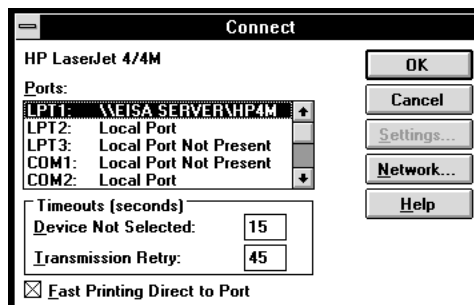 Connect
HP LaserJet 4/4M
Ports:
LPT1: \\EISA SERVER\HP4M
LPT2: Local Port
LPT3: Local Port Not Present
COM1: Local Port Not Present
COM2: Local Port
Timeouts (seconds)
Device Not Selected: 15
Transmission Retry: 45
Fast Printing Direct to Port
OK
Cancel
Settings...
Network...
Help